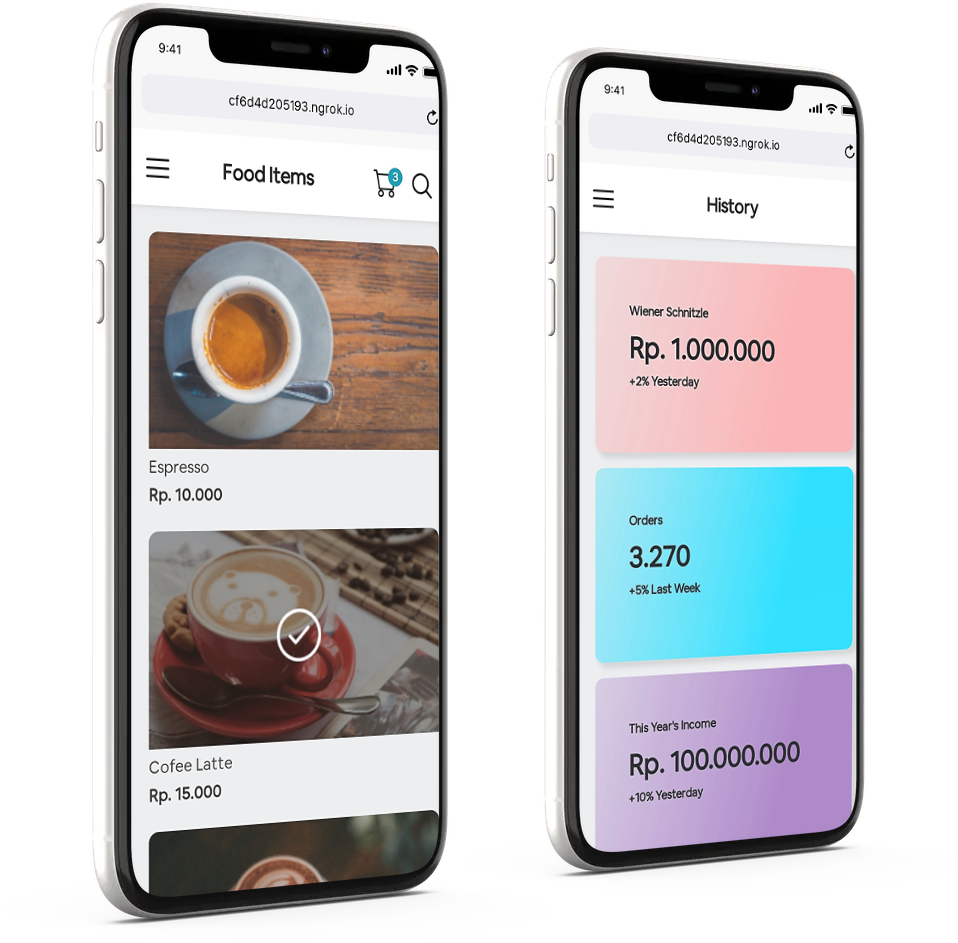 9:41
cf6d4d205193.ngrok.io
Food Items
3
Espresso
Rp. 10.000
Cofee Latte
Rp. 15.000
9:41
cf6d4d205193.ngrok.io
History
Wiener Schnitzle
Rp. 1.000.000
+2% Yesterday
Orders
3.270
+5% Last Week
This Year's Income
Rp. 100.000.000
+10% Yesterday